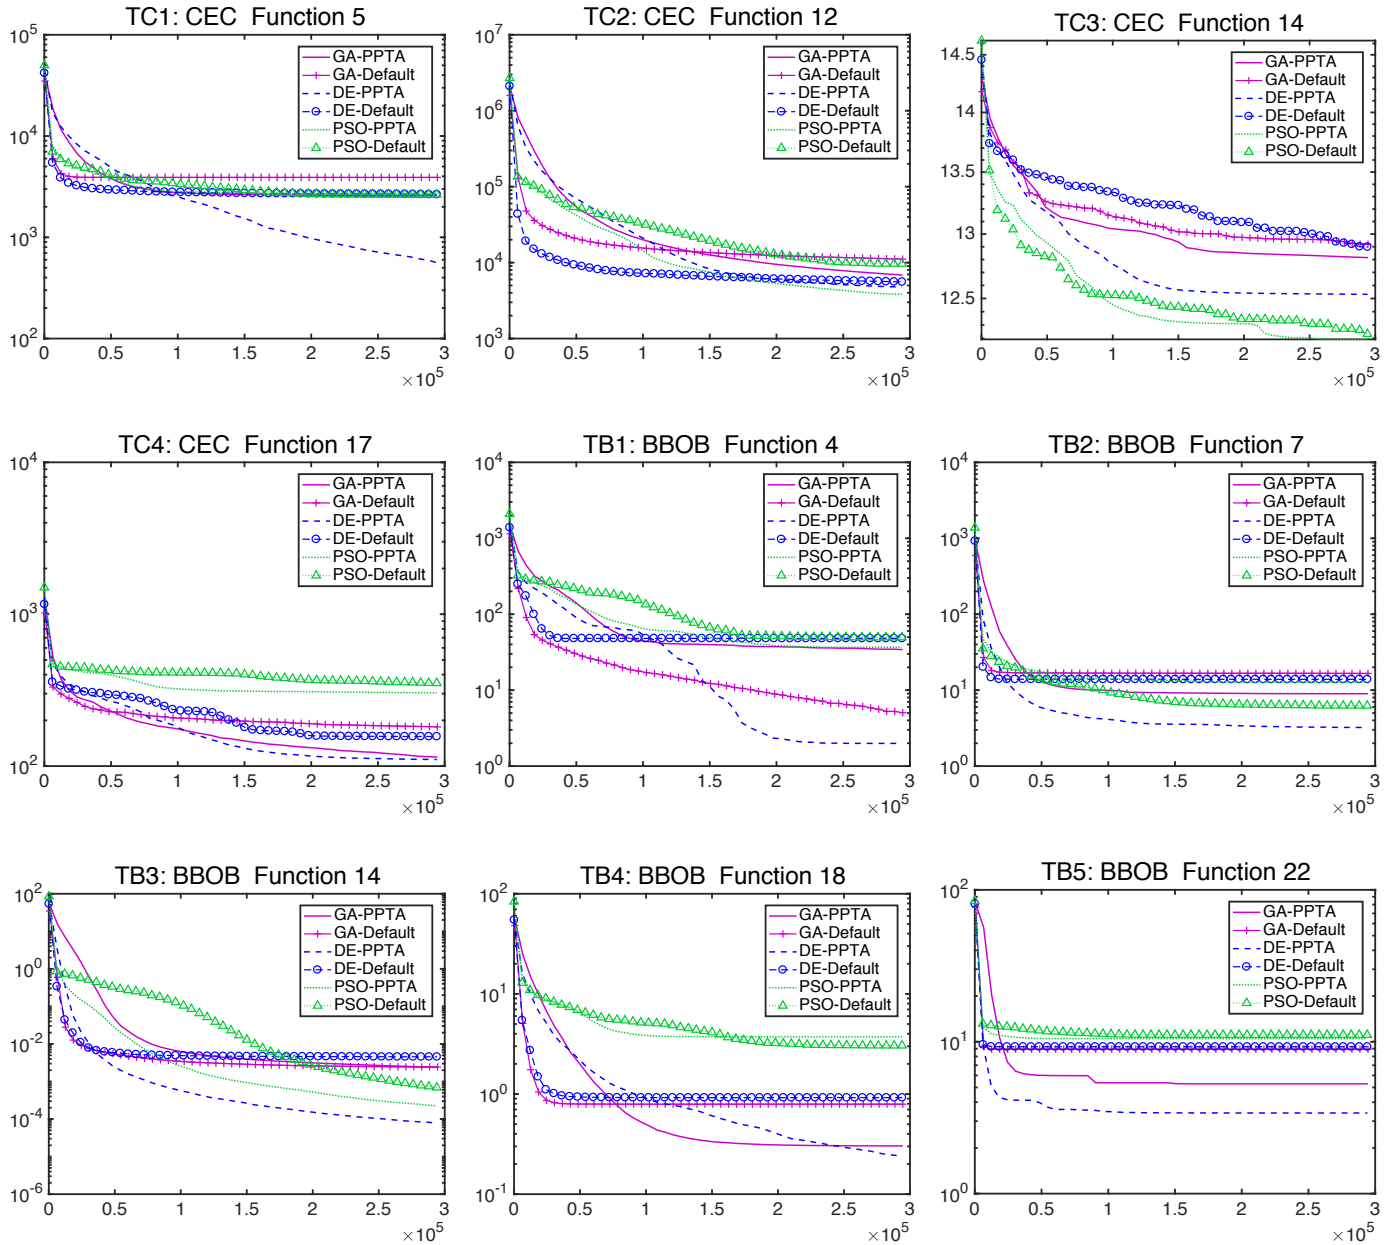 TC1: CEC Function 5
10^5
10^4
10^3
10^2
GA-PPTA
GA-Default
DE-PPTA
DE-Default
PSO-PPTA
PSO-Default
0 0.5 1 1.5 2 2.5 3
×10^5
TC2: CEC Function 12
10^7
10^6
10^5
10^4
10^3
GA-PPTA
GA-Default
DE-PPTA
DE-Default
PSO-PPTA
PSO-Default
0 0.5 1 1.5 2 2.5 3
×10^5
TC3: CEC Function 14
14.5
14
13.5
13
12.5
GA-PPTA
GA-Default
DE-PPTA
DE-Default
PSO-PPTA
PSO-Default
0 0.5 1 1.5 2 2.5 3
×10^5
TC4: CEC Function 17
10^4
10^3
10^2
GA-PPTA
GA-Default
DE-PPTA
DE-Default
PSO-PPTA
PSO-Default
0 0.5 1 1.5 2 2.5 3
×10^5
TB1: BBOB Function 4
10^4
10^3
10^2
10^1
10^0
GA-PPTA
GA-Default
DE-PPTA
DE-Default
PSO-PPTA
PSO-Default
0 0.5 1 1.5 2 2.5 3
×10^5
TB2: BBOB Function 7
10^4
10^3
10^2
10^1
10^0
GA-PPTA
GA-Default
DE-PPTA
DE-Default
PSO-PPTA
PSO-Default
0 0.5 1 1.5 2 2.5 3
×10^5
TB3: BBOB Function 14
10^2
10^0
10^-2
10^-4
10^-6
GA-PPTA
GA-Default
DE-PPTA
DE-Default
PSO-PPTA
PSO-Default
0 0.5 1 1.5 2 2.5 3
×10^5
TB4: BBOB Function 18
10^2
10^1
10^0
10^-1
GA-PPTA
GA-Default
DE-PPTA
DE-Default
PSO-PPTA
PSO-Default
0 0.5 1 1.5 2 2.5 3
×10^5
TB5: BBOB Function 22
10^2
10^1
10^0
GA-PPTA
GA-Default
DE-PPTA
DE-Default
PSO-PPTA
PSO-Default
0 0.5 1 1.5 2 2.5 3
×10^5